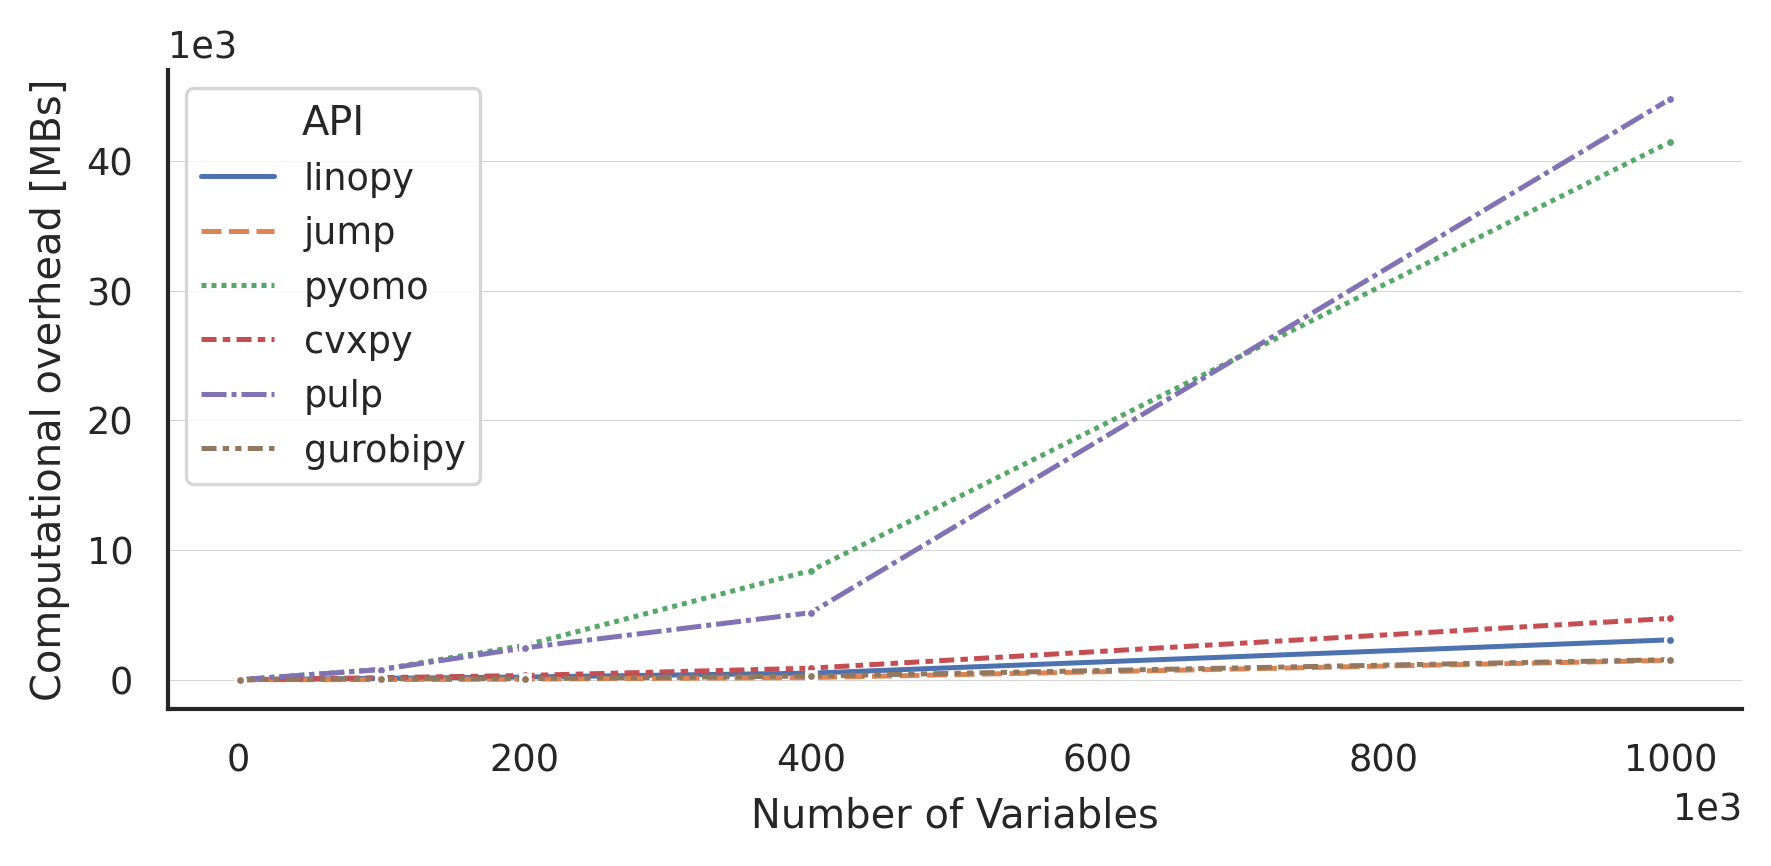 1e3
Computational overhead [MBs]
40
30
20
10
0
API
linopy
jump
pyomo
cvxpy
pulp
gurobipy
0 200 400 600 800 1000
1e3
Number of Variables